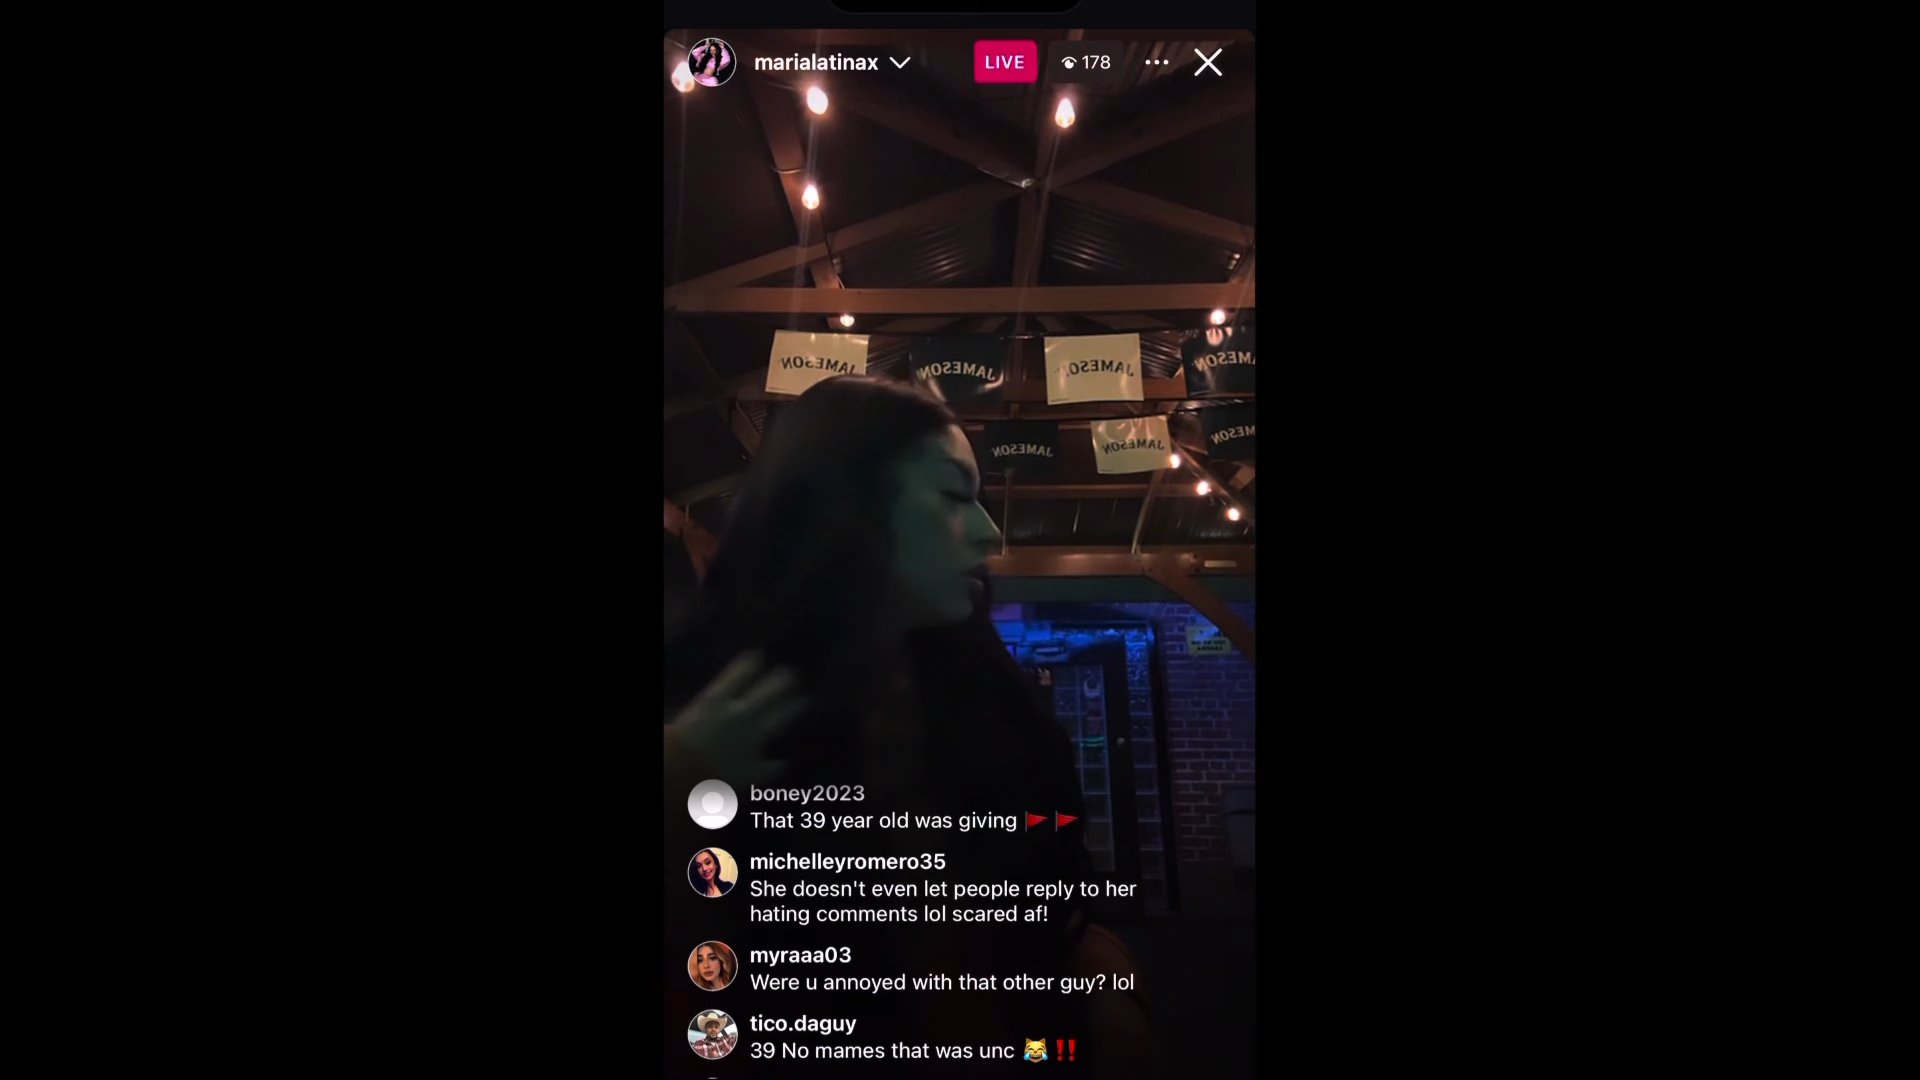 marialatinax
LIVE
178
JAMESON
JAMESON
JAMESON
JAMESON
JAMESON
JAMESON
boney2023
That 39 year old was giving 🚩🚩
michelleyromero35
She doesn't even let people reply to her
hating comments lol scared af!
myraaa03
Were u annoyed with that other guy? lol
tico.daguy
39 No mames that was unc 😹‼️